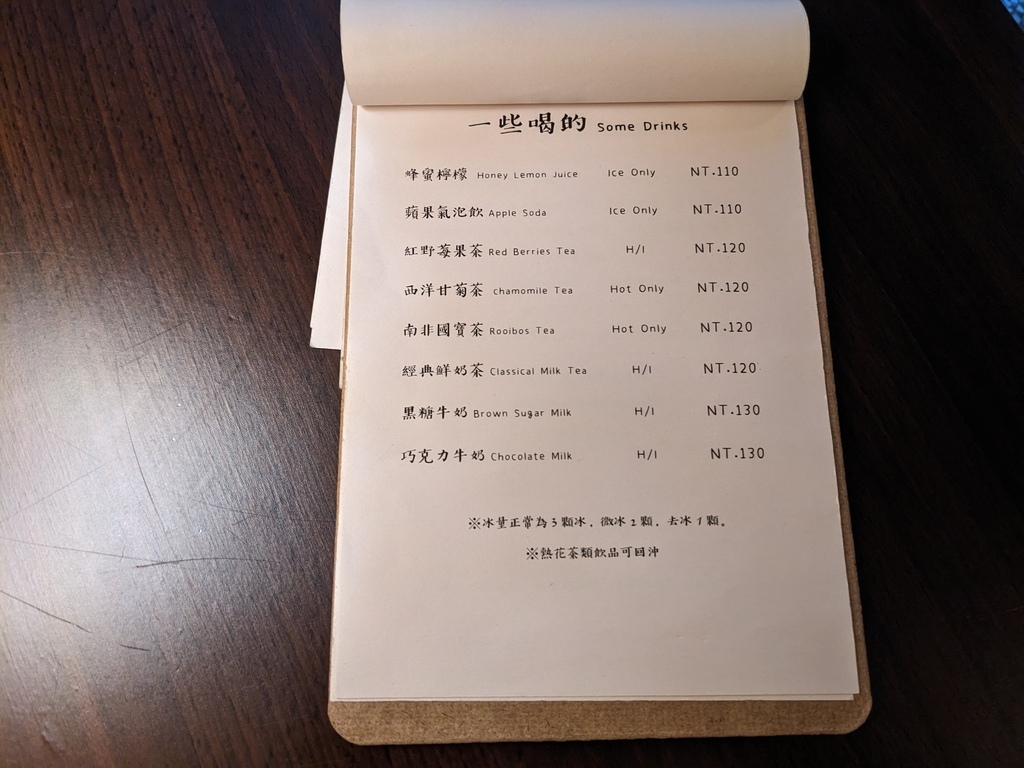 一些喝的 Some Drinks
蜂蜜檸檬 Honey Lemon Juice Ice Only NT.110
蘋果氣泡飲 Apple Soda Ice Only NT.110
紅野莓果茶 Red Berries Tea H/I NT.120
西洋甘菊茶 Chamomile Tea Hot Only NT.120
南非國寶茶 Rooibos Tea Hot Only NT.120
經典鮮奶茶 Classical Milk Tea H/I NT.120
黑糖牛奶 Brown Sugar Milk H/I NT.130
巧克力牛奶 Chocolate Milk H/I NT.130
※冰量正常為3顆冰，微冰2顆，去冰1顆。
※熱花茶類飲品可回沖